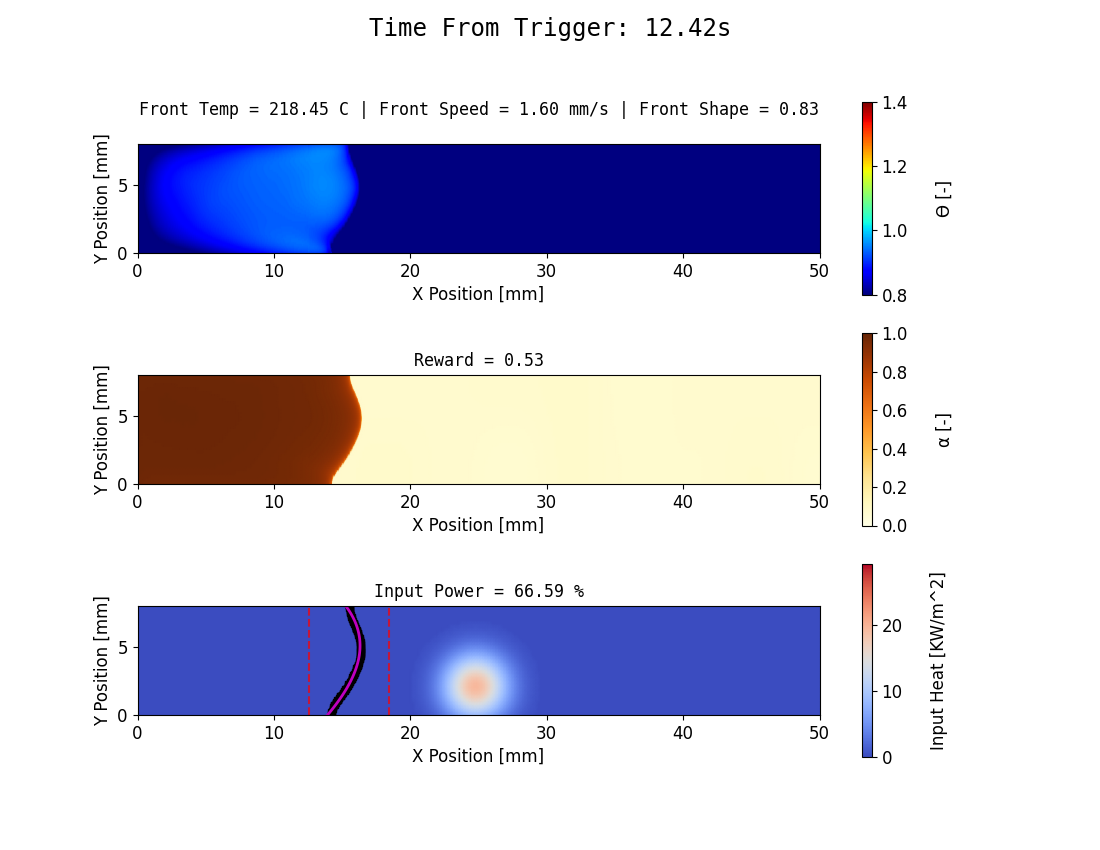 Time From Trigger: 12.42s
Front Temp = 218.45 C | Front Speed = 1.60 mm/s | Front Shape = 0.83
Y Position [mm]
5
0
0 10 20 30 40 50
X Position [mm]
1.4
1.2
1.0
0.8
Θ [-]
Reward = 0.53
Y Position [mm]
5
0
0 10 20 30 40 50
X Position [mm]
1.0
0.8
0.6
0.4
0.2
0.0
α [-]
Input Power = 66.59 %
Y Position [mm]
5
0
0 10 20 30 40 50
X Position [mm]
20
10
0
Input Heat [KW/m^2]